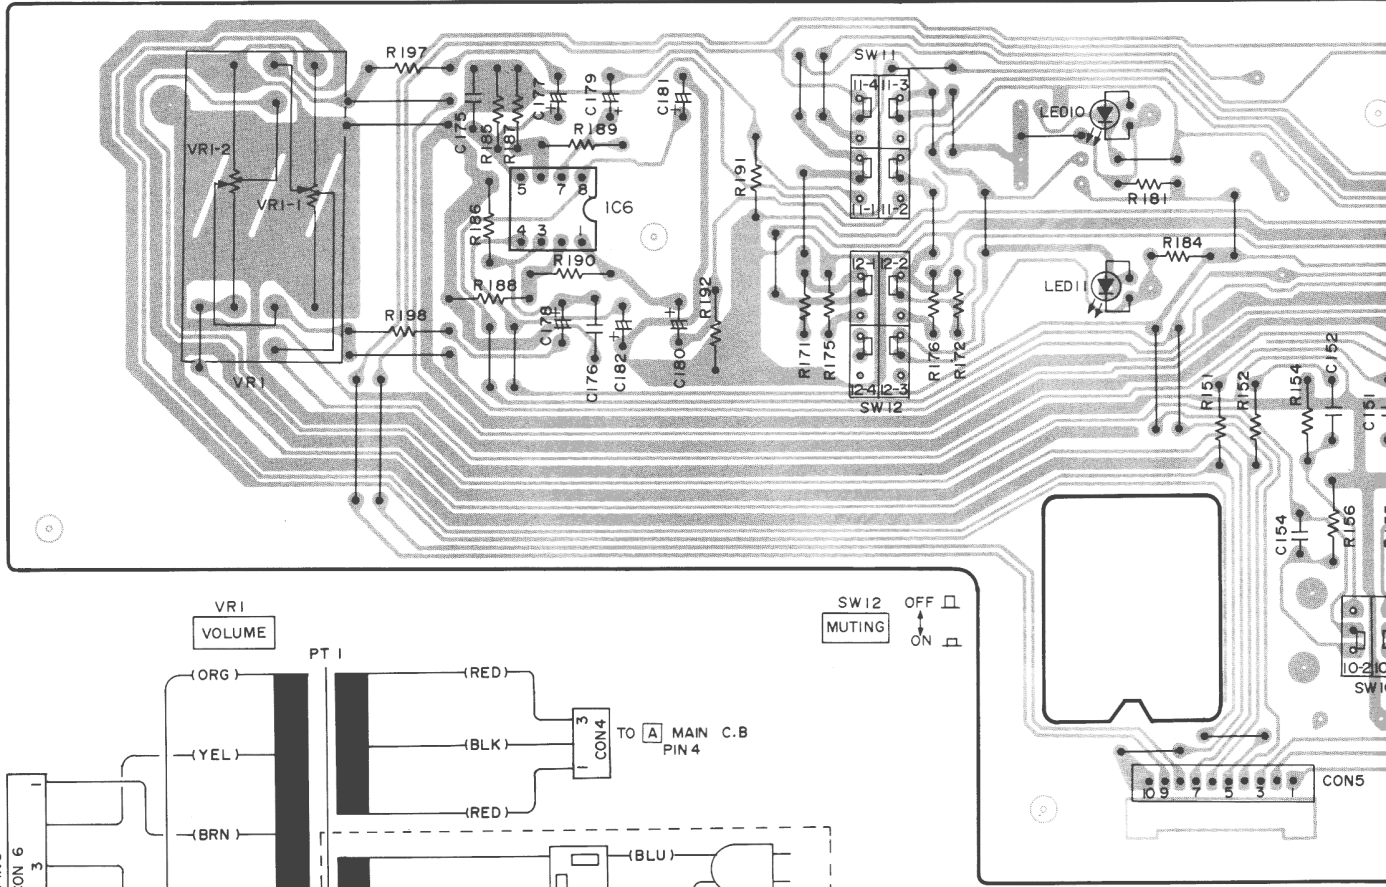 R197
SW11
C177
C179
C181
11-4 11-3
LED10
C175
R185
R187
R189
VR1-2
R191
5 7 8
IC6
VR1-1
11-1 11-2
R181
R186
4 3 1
R184
R190
12-1 12-2
LED11
R188
R192
R198
C178
C152
R171
R175
R176
R172
C176
C182
C180
R151
R152
R154
C151
VR1
12-4 12-3
SW12
C154
R156
VR1
VOLUME
SW12 OFF
MUTING ON
PT 1
10-2 10
(ORG) (RED)
3
CON4
1
TO A MAIN C.B
PIN 4
(YEL) (BLK)
CON5
10 9 7 5 3 1
1
(BRN) (RED)
3
(BLU)